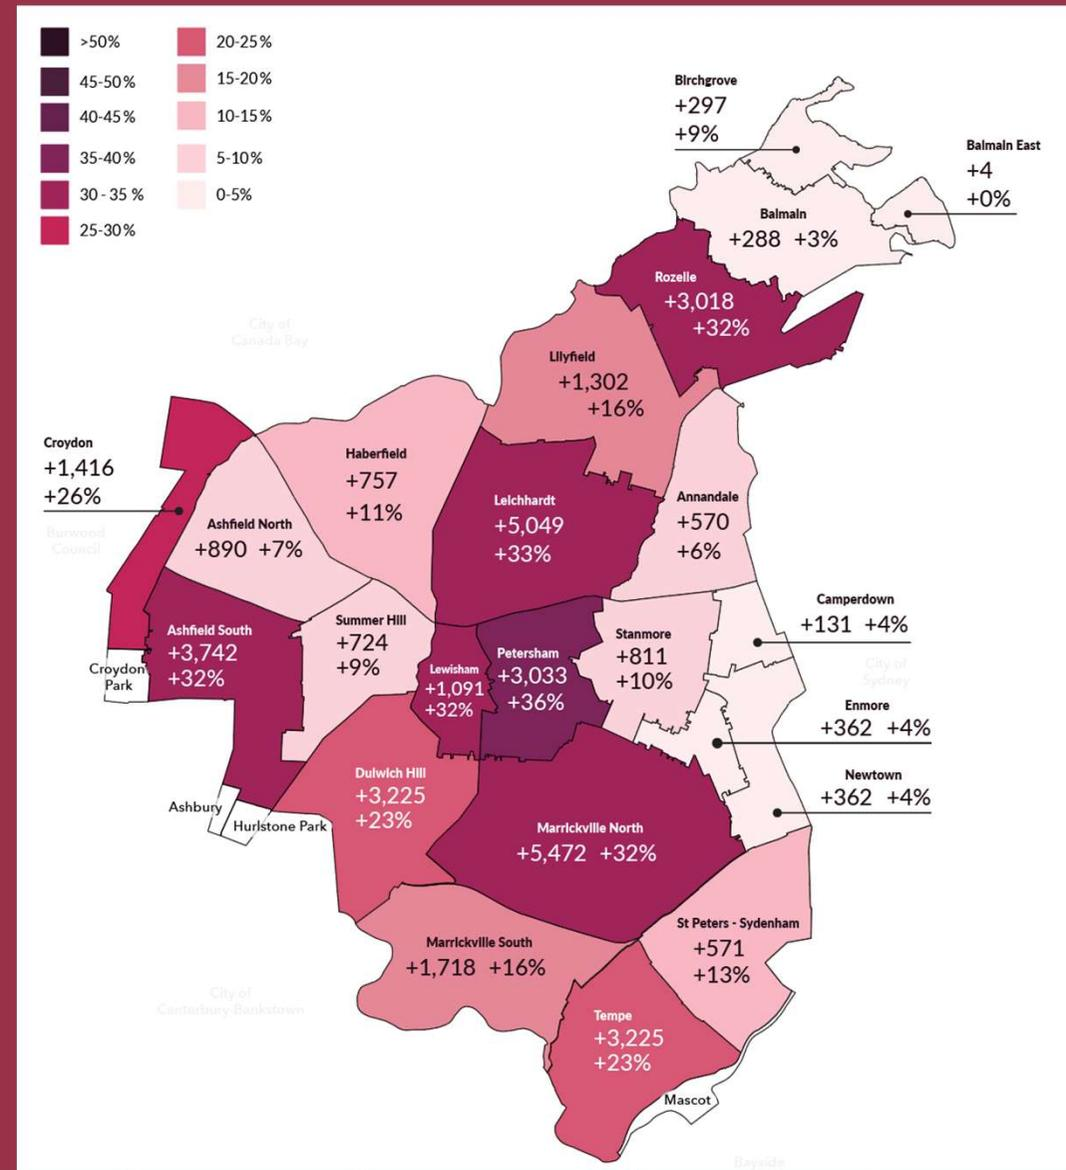 >50%
45-50%
40-45%
35-40%
30 - 35 %
25-30%
20-25%
15-20%
10-15%
5-10%
0-5%
Birchgrove
+297
+9%
Balmain East
+4
+0%
Balmain
+288 +3%
Rozelle
+3,018
+32%
City of
Canada Bay
Lilyfield
+1,302
+16%
Croydon
+1,416
+26%
Burwood
Council
Haberfield
+757
+11%
Leichhardt
+5,049
+33%
Annandale
+570
+6%
Ashfield North
+890 +7%
Camperdown
+131 +4%
City of
Sydney
Ashfield South
+3,742
+32%
Croydon
Park
Summer Hill
+724
+9%
Lewisham
+1,091
+32%
Petersham
+3,033
+36%
Stanmore
+811
+10%
Enmore
+362 +4%
Newtown
+362 +4%
Dulwich Hill
+3,225
+23%
Ashbury
Hurlstone Park
Marrickville North
+5,472 +32%
St Peters - Sydenham
+571
+13%
Marrickville South
+1,718 +16%
City of
Canterbury-Bankstown
Tempe
+3,225
+23%
Mascot
Bayside